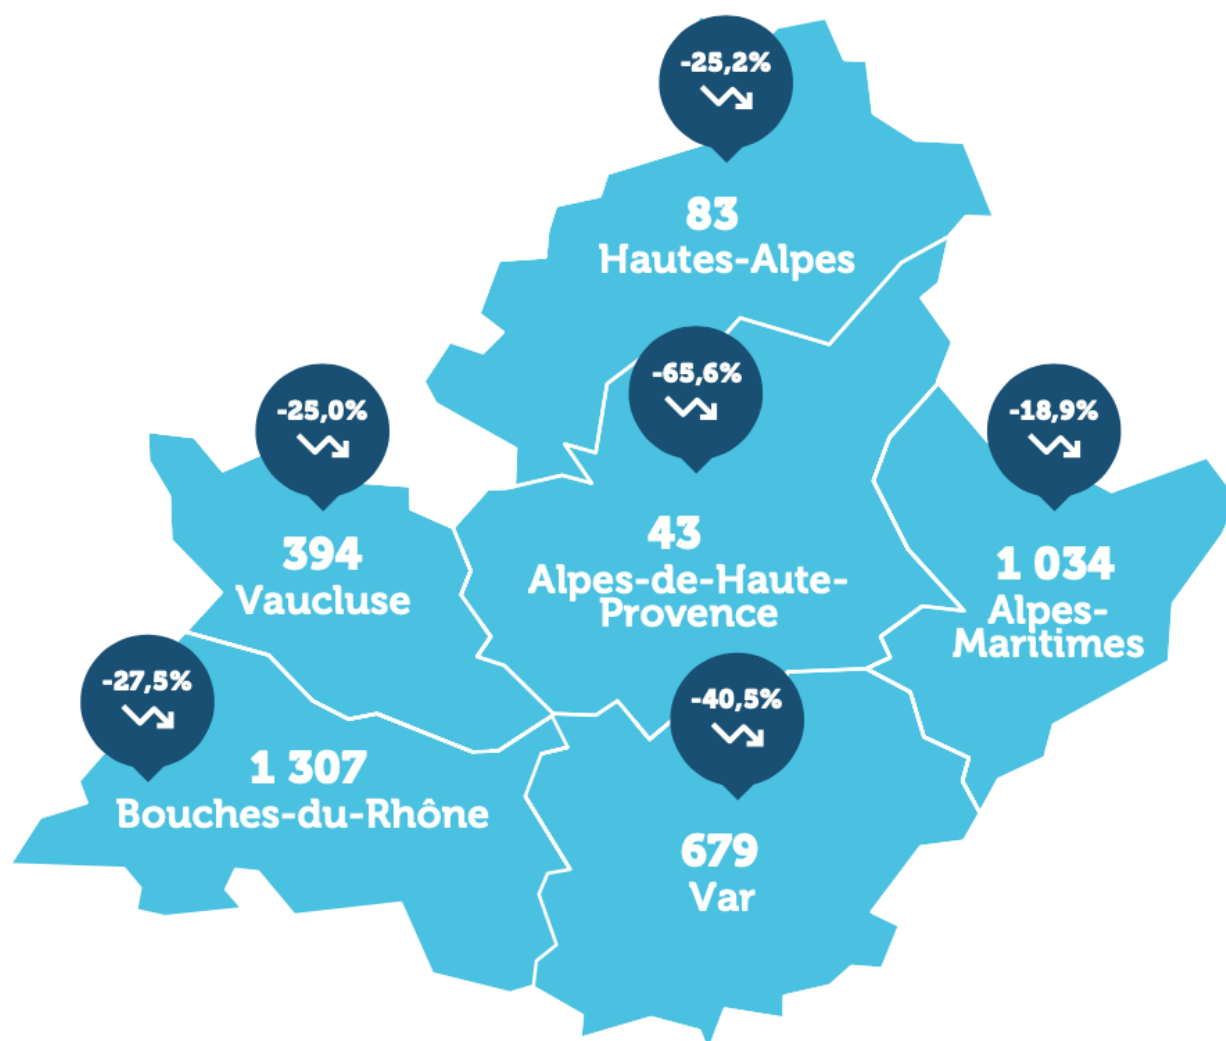 -25,2%
83
Hautes-Alpes
-65,6%
43
Alpes-de-Haute-
Provence
-25,0%
394
Vaucluse
-18,9%
1 034
Alpes-
Maritimes
-27,5%
1 307
Bouches-du-Rhône
-40,5%
679
Var